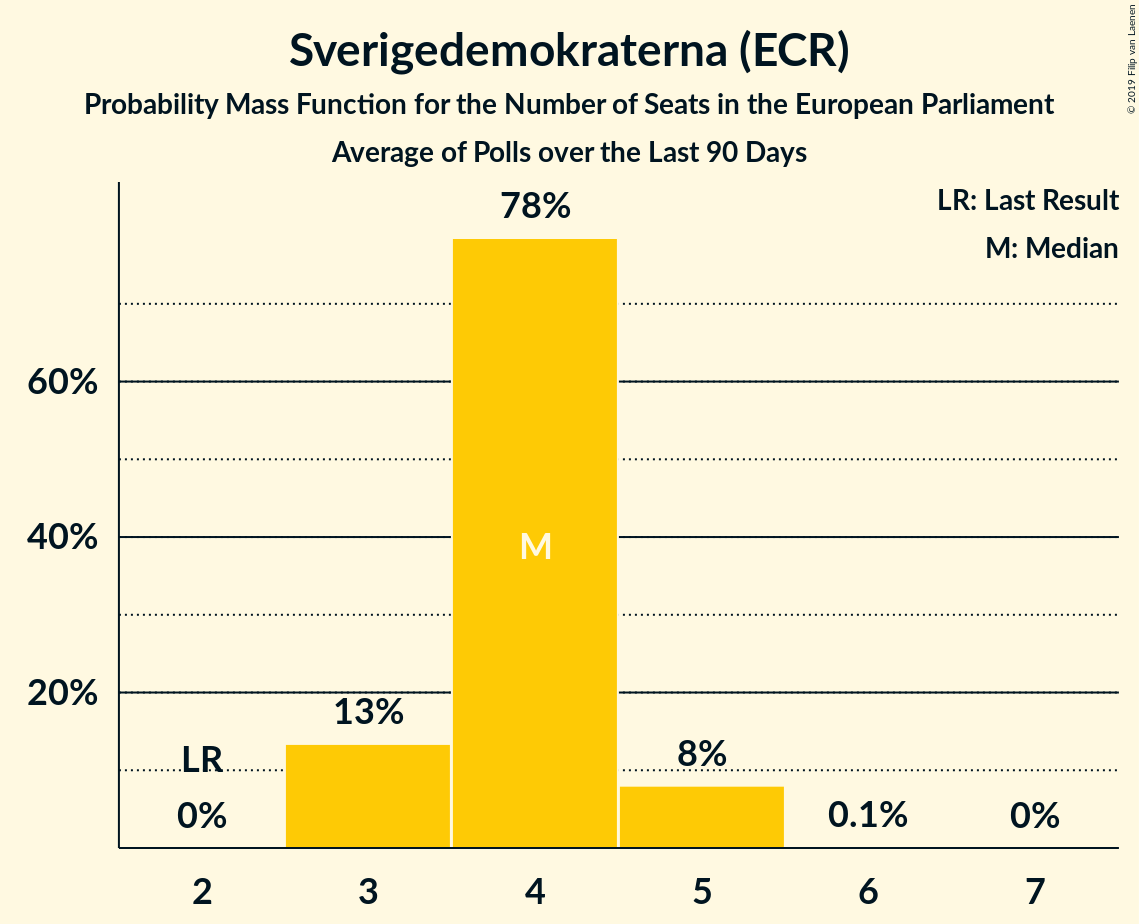 Sverigedemokraterna (ECR)
Probability Mass Function for the Number of Seats in the European Parliament
Average of Polls over the Last 90 Days
© 2019 Filip van Laenen
LR: Last Result
M: Median
78%
60%
40%
M
20%
13%
LR
8%
0%
0.1%
0%
2
3
4
5
6
7